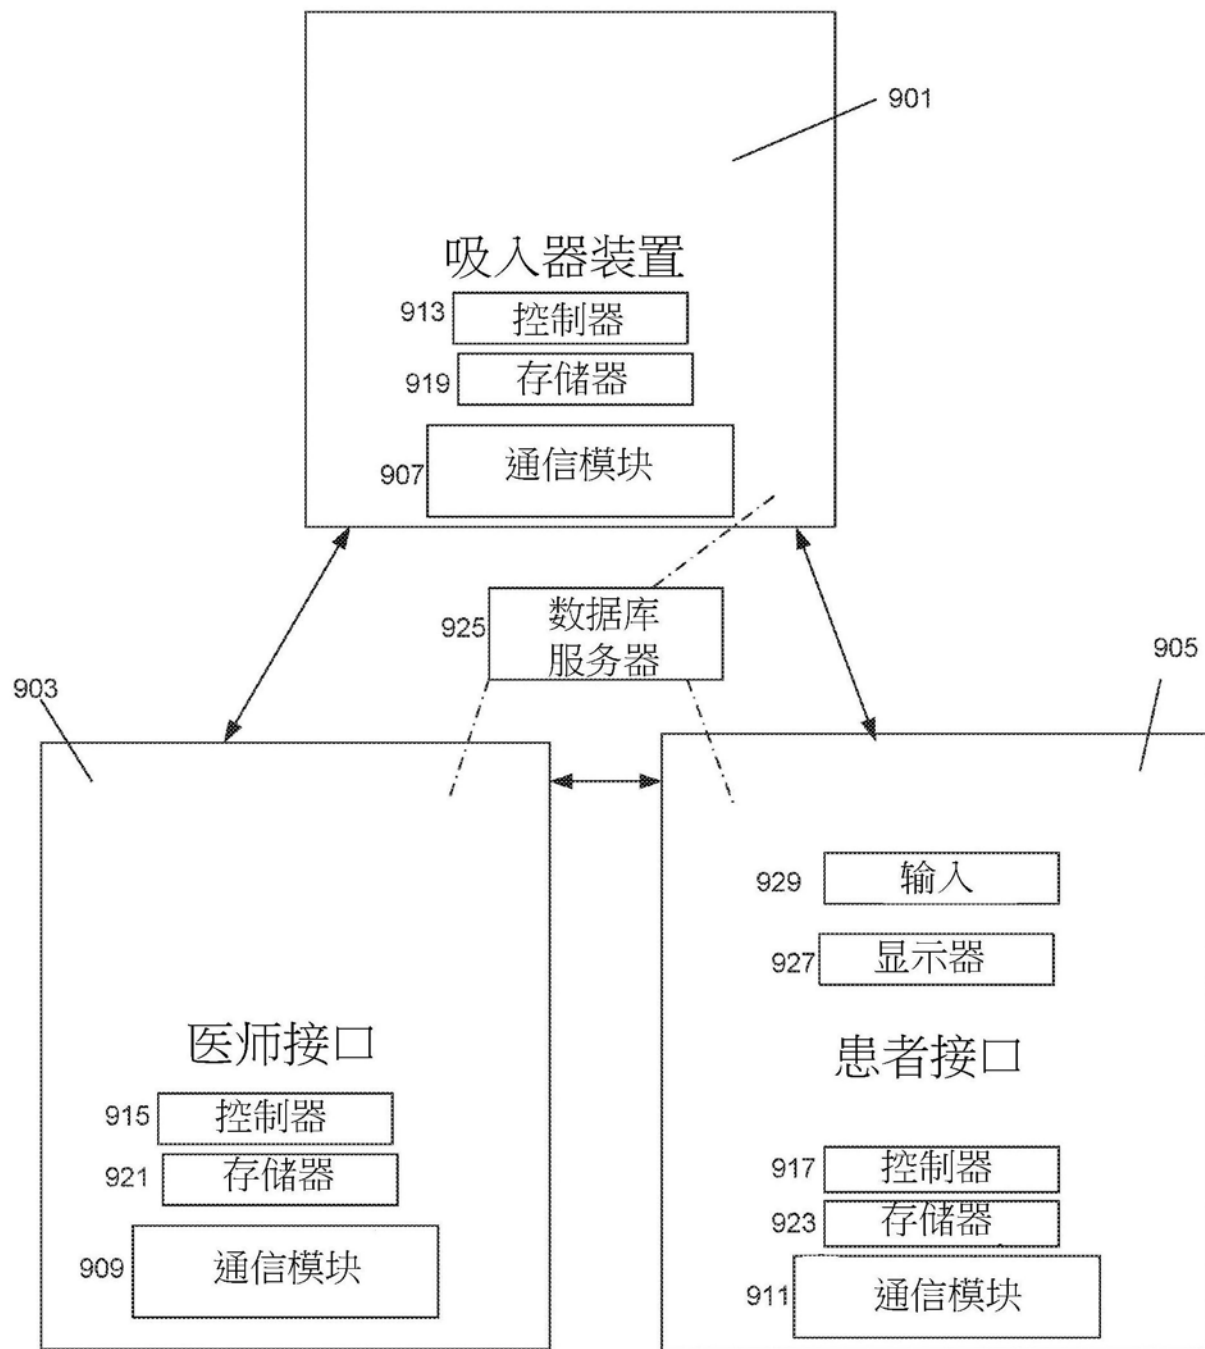 901
吸入器装置
913
控制器
919
存储器
907
通信模块
925
数据库
服务器
903
905
929
输入
927
显示器
医师接口
患者接口
915
控制器
921
存储器
909
通信模块
917
控制器
923
存储器
911
通信模块